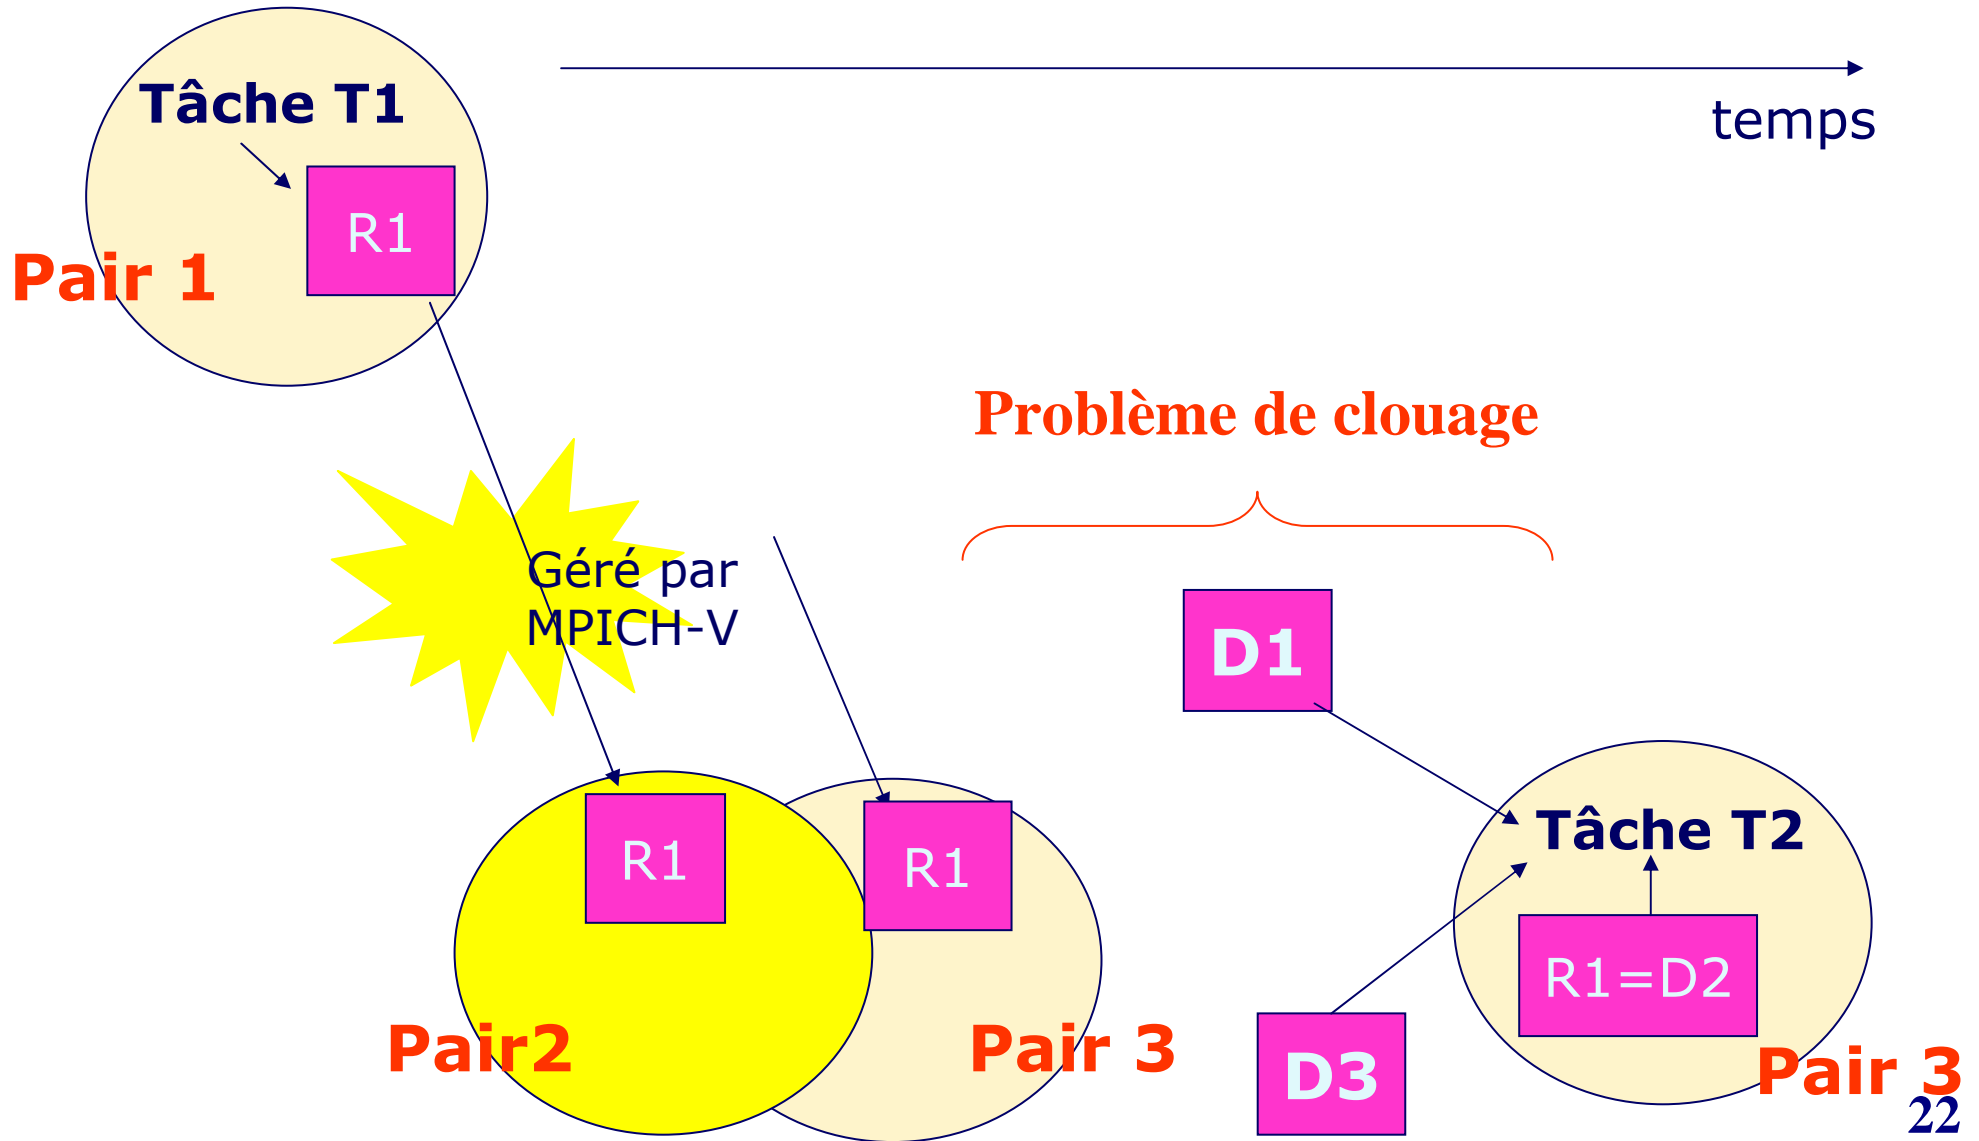 Tâche T1
temps
R1
Pair 1
Problème de clouage
Géré par
MPICH-V
D1
Tâche T2
R1
R1
R1=D2
Pair2
Pair 3
D3
Pair 3
22